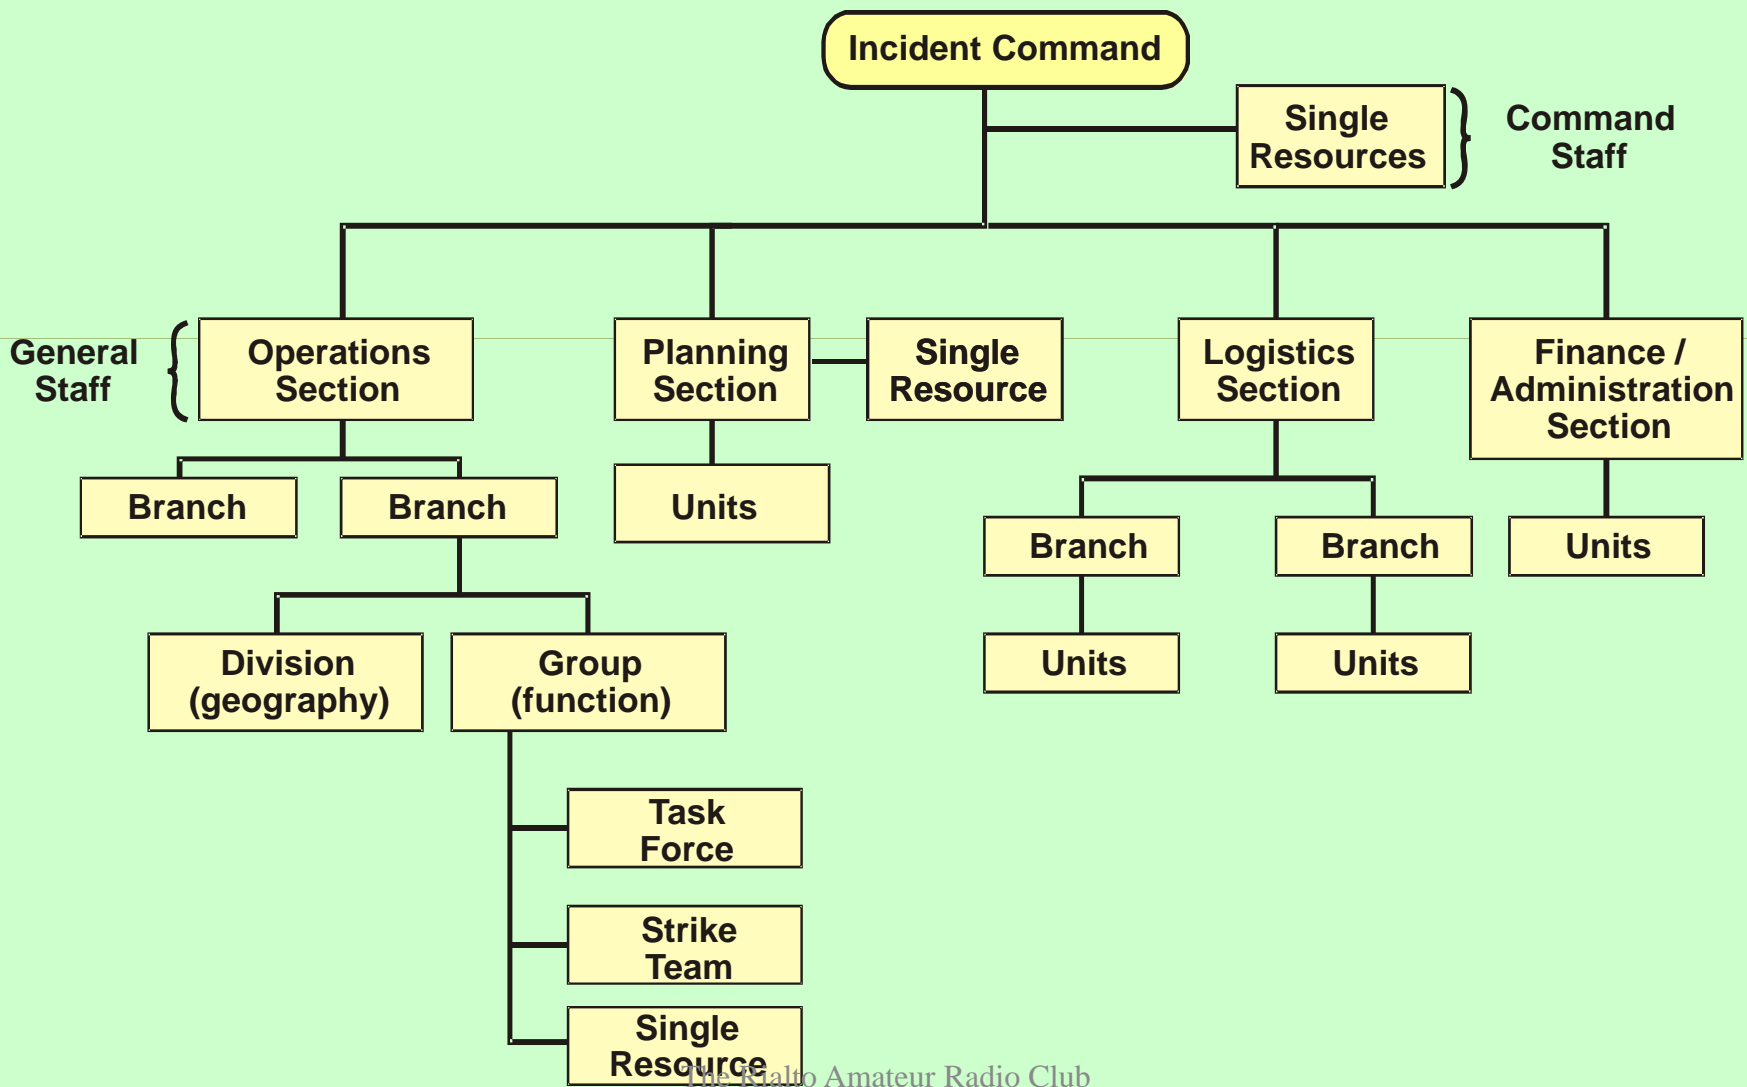 Incident Command
Single
Resources
Command
Staff
General
Staff
Operations
Section
Planning
Section
Single
Resource
Logistics
Section
Finance /
Administration
Section
Branch
Branch
Units
Branch
Branch
Units
Division
(geography)
Group
(function)
Units
Units
Task
Force
Strike
Team
Single
Resource
The Rialto Amateur Radio Club